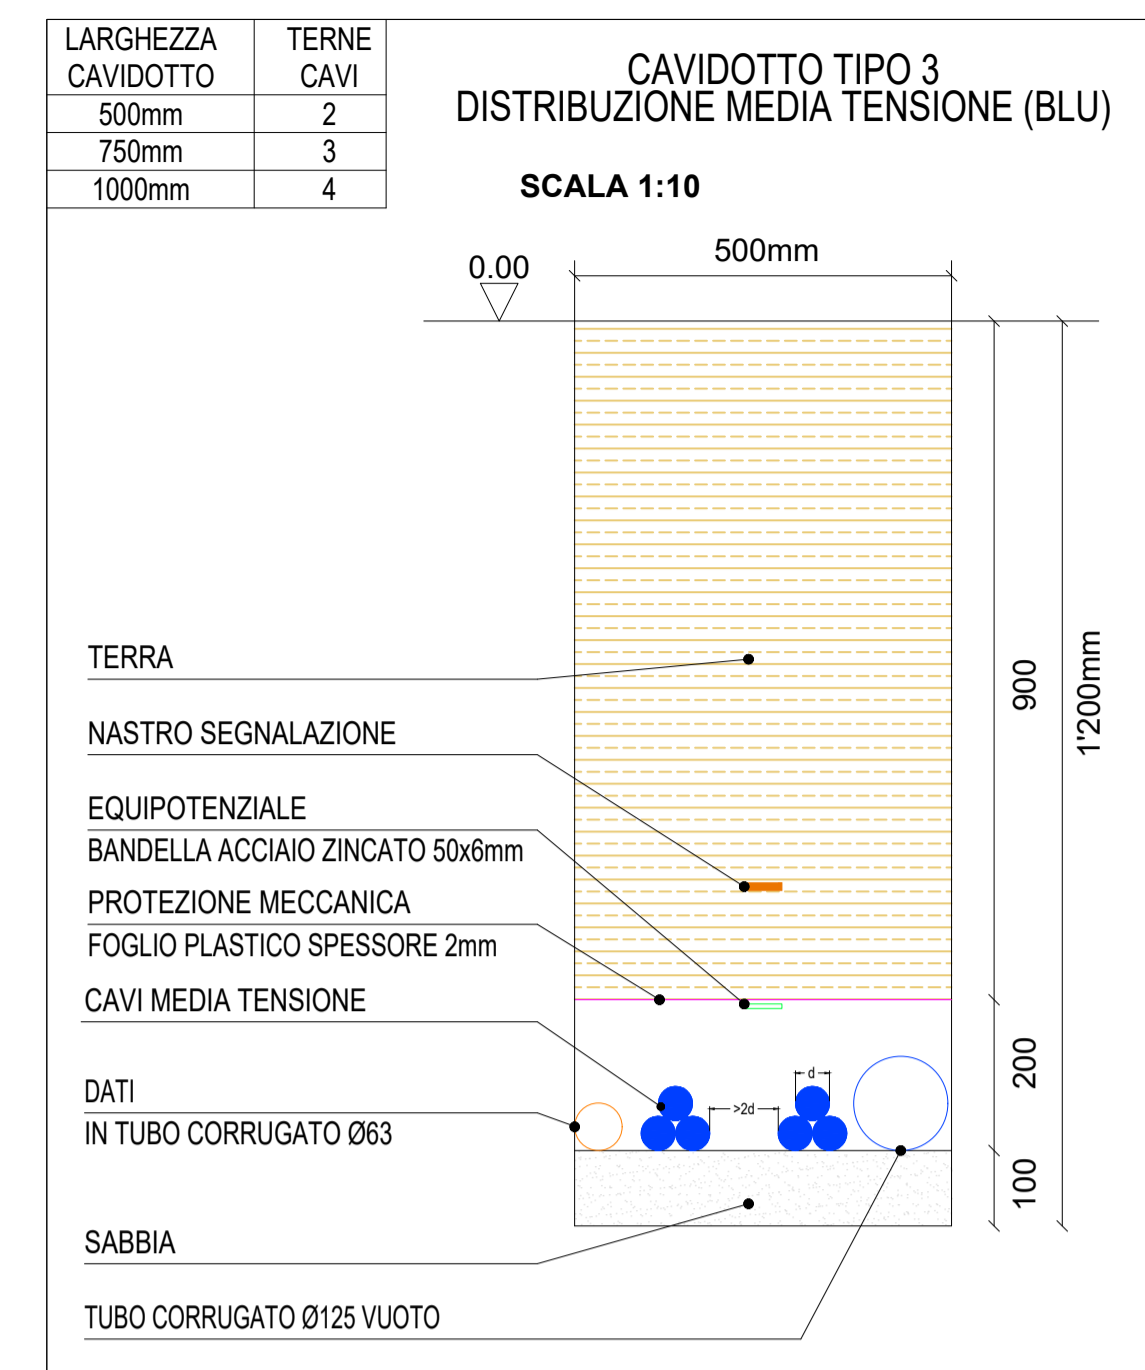 LARGHEZZA TERNE
CAVIDOTTO CAVI
500mm 2
750mm 3
1000mm 4
CAVIDOTTO TIPO 3
DISTRIBUZIONE MEDIA TENSIONE (BLU)
SCALA 1:10
0.00
500mm
TERRA
NASTRO SEGNALAZIONE
EQUIPOTENZIALE
BANDELLA ACCIAIO ZINCATO 50x6mm
PROTEZIONE MECCANICA
FOGLIO PLASTICO SPESSORE 2mm
CAVI MEDIA TENSIONE
DATI
IN TUBO CORRUGATO Ø63
SABBIA
TUBO CORRUGATO Ø125 VUOTO
d
>2d
900
200
100
1'200mm